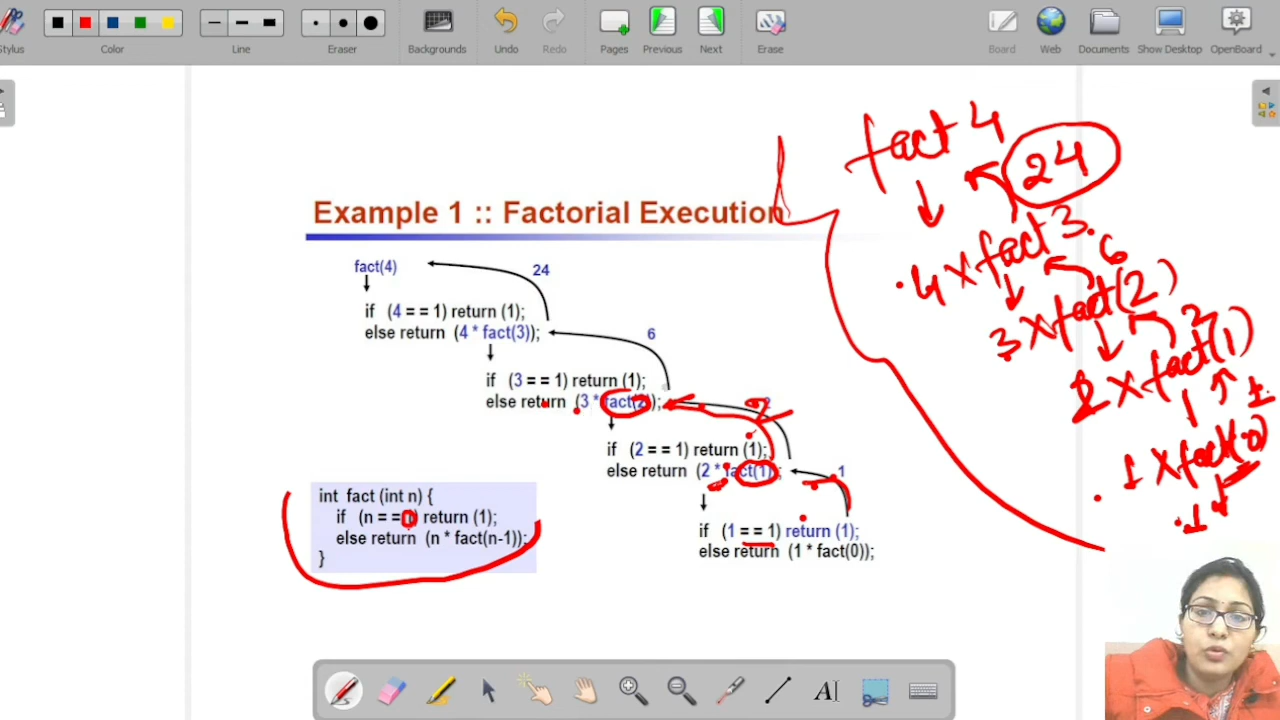 Stylus
Color
Line
Eraser
Backgrounds
Undo
Redo
Pages
Previous
Next
Erase
Board
Web
Documents
Show Desktop
OpenBoard
Example 1 :: Factorial Execution
fact(4)
24
if (4 = = 1) return (1);
else return (4 * fact(3));
6
if (3 = = 1) return (1);
else return (3 * fact(2));
2
if (2 = = 1) return (1);
else return (2 * fact(1));
1
if (1 = = 1) return (1);
else return (1 * fact(0));
int fact (int n) {
if (n = = 0) return (1);
else return (n * fact(n-1));
}
fact 4
24
4 X fact 3
6
3 X fact(2)
2
2 X fact(1)
1
1 X fact(0)
1
A